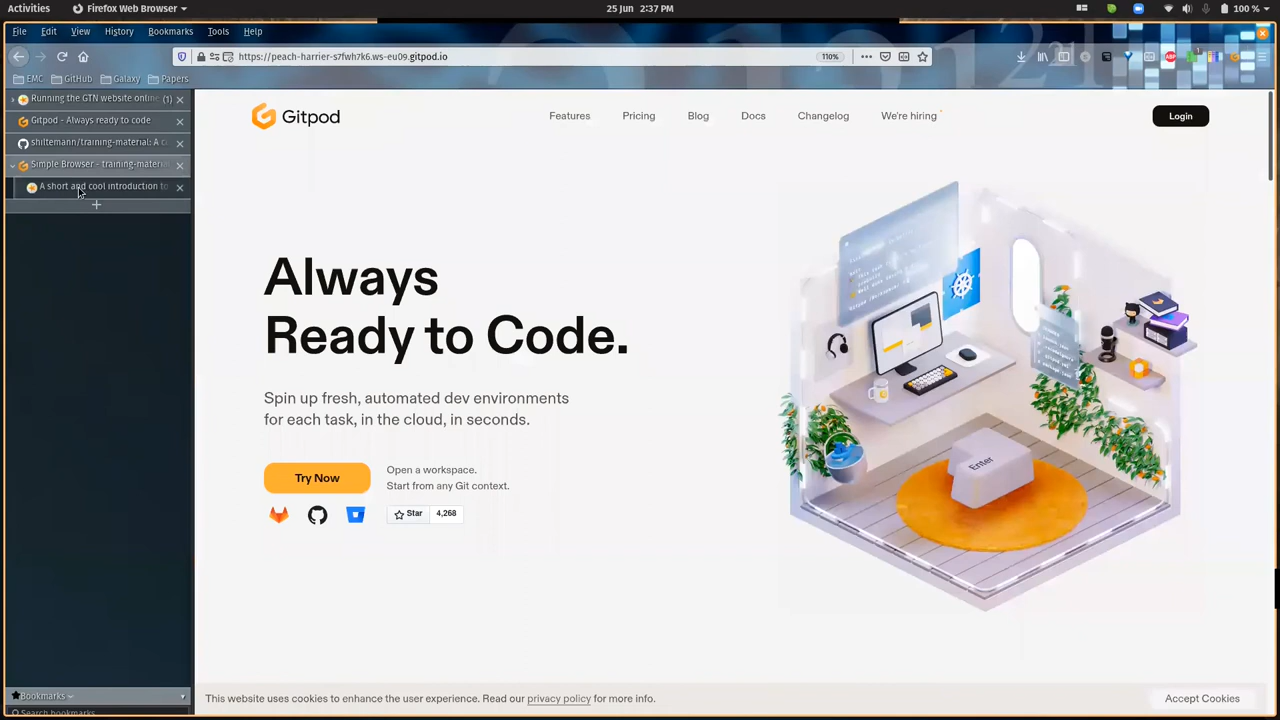 Activities
Firefox Web Browser
25 Jun 2:37 PM
100 %
File Edit View History Bookmarks Tools Help
https://peach-harrier-s7fwh7k6.ws-eu09.gitpod.io
110%
EMC GitHub Galaxy Papers
Running the GTN website online (1)
Gitpod - Always ready to code
shiltemann/training-material: A c
Simple Browser - training-materia
A short and cool introduction to
Bookmarks
Search bookmarks
Gitpod
Features Pricing Blog Docs Changelog We're hiring
Login
Always
Ready to Code.
Spin up fresh, automated dev environments
for each task, in the cloud, in seconds.
Try Now
Open a workspace.
Start from any Git context.
Star 4,268
Enter
This website uses cookies to enhance the user experience. Read our privacy policy for more info.
Accept Cookies